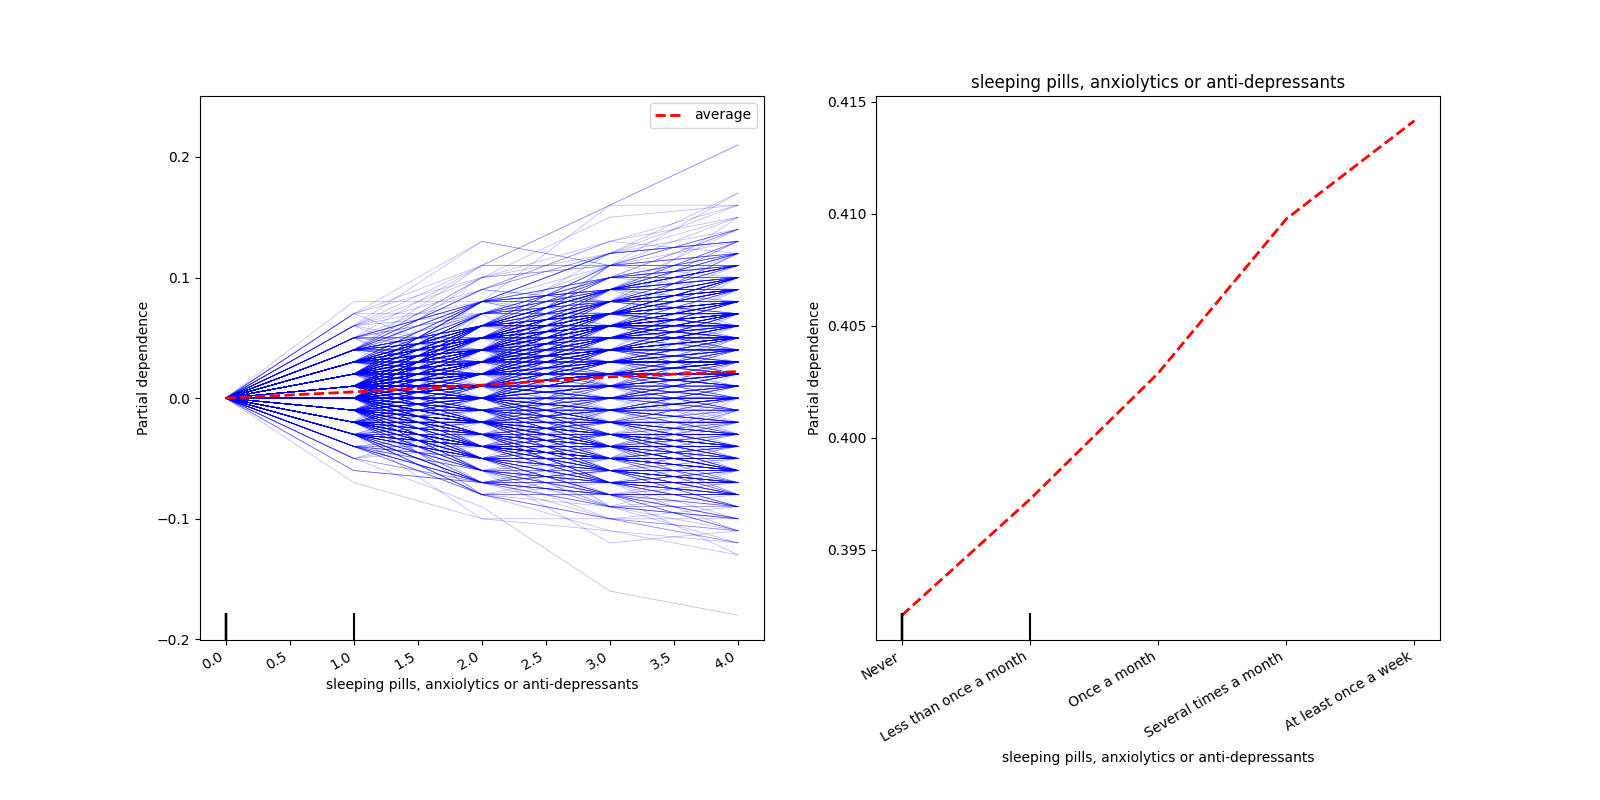 average
Partial dependence
0.2
0.1
0.0
−0.1
−0.2
0.0
0.5
1.0
1.5
2.0
2.5
3.0
3.5
4.0
sleeping pills, anxiolytics or anti-depressants
sleeping pills, anxiolytics or anti-depressants
Partial dependence
0.415
0.410
0.405
0.400
0.395
Never
Less than once a month
Once a month
Several times a month
At least once a week
sleeping pills, anxiolytics or anti-depressants